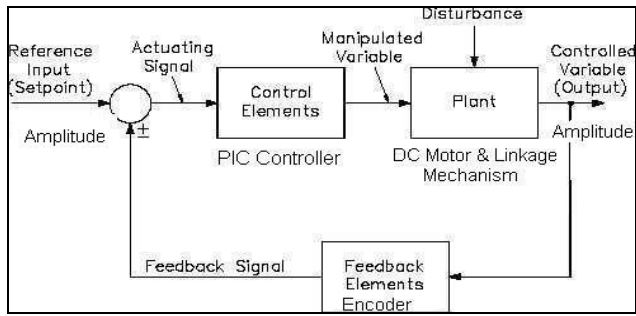 Disturbance
Reference
Input
(Setpoint)
Actuating
Signal
Manipulated
Variable
Controlled
Variable
(Output)
Control
Elements
Plant
Amplitude
±
PIC Controller
DC Motor & Linkage
Mechanism
Amplitude
Feedback Signal
Feedback
Elements
Encoder